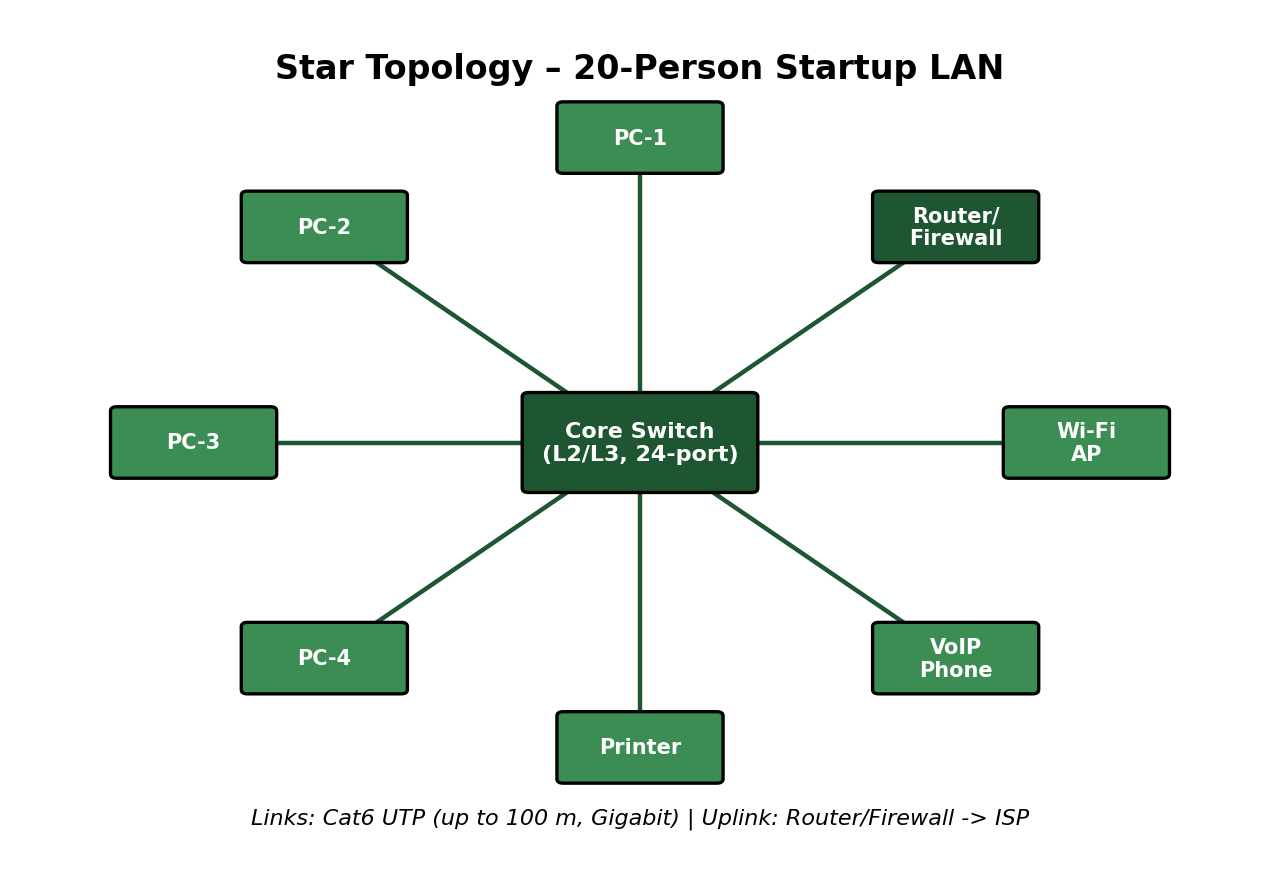 Star Topology – 20-Person Startup LAN
PC-1
PC-2
Router/
Firewall
PC-3
Core Switch
(L2/L3, 24-port)
Wi-Fi
AP
PC-4
VoIP
Phone
Printer
Links: Cat6 UTP (up to 100 m, Gigabit) | Uplink: Router/Firewall -> ISP